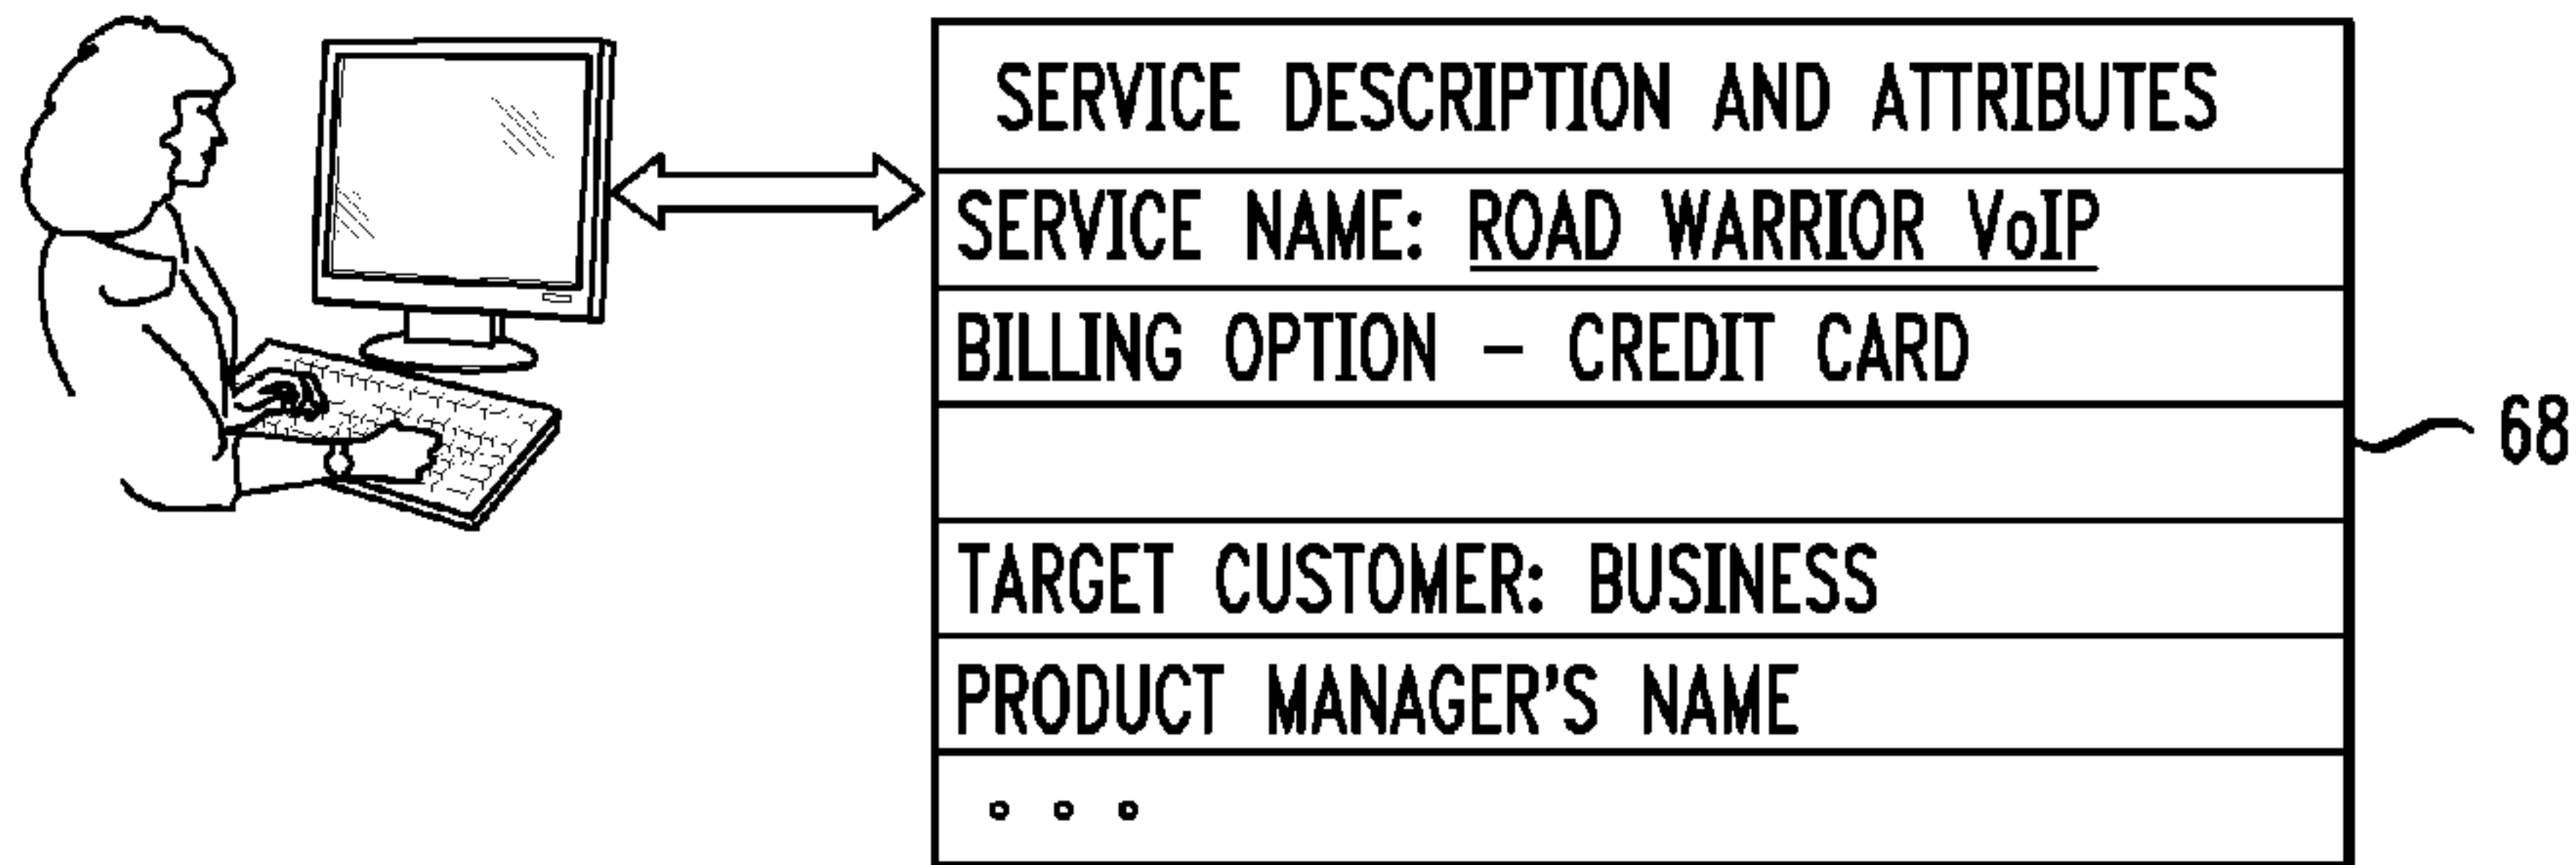 SERVICE DESCRIPTION AND ATTRIBUTES
SERVICE NAME: ROAD WARRIOR VoIP
BILLING OPTION – CREDIT CARD
68
TARGET CUSTOMER: BUSINESS
PRODUCT MANAGER'S NAME
∘ ∘ ∘